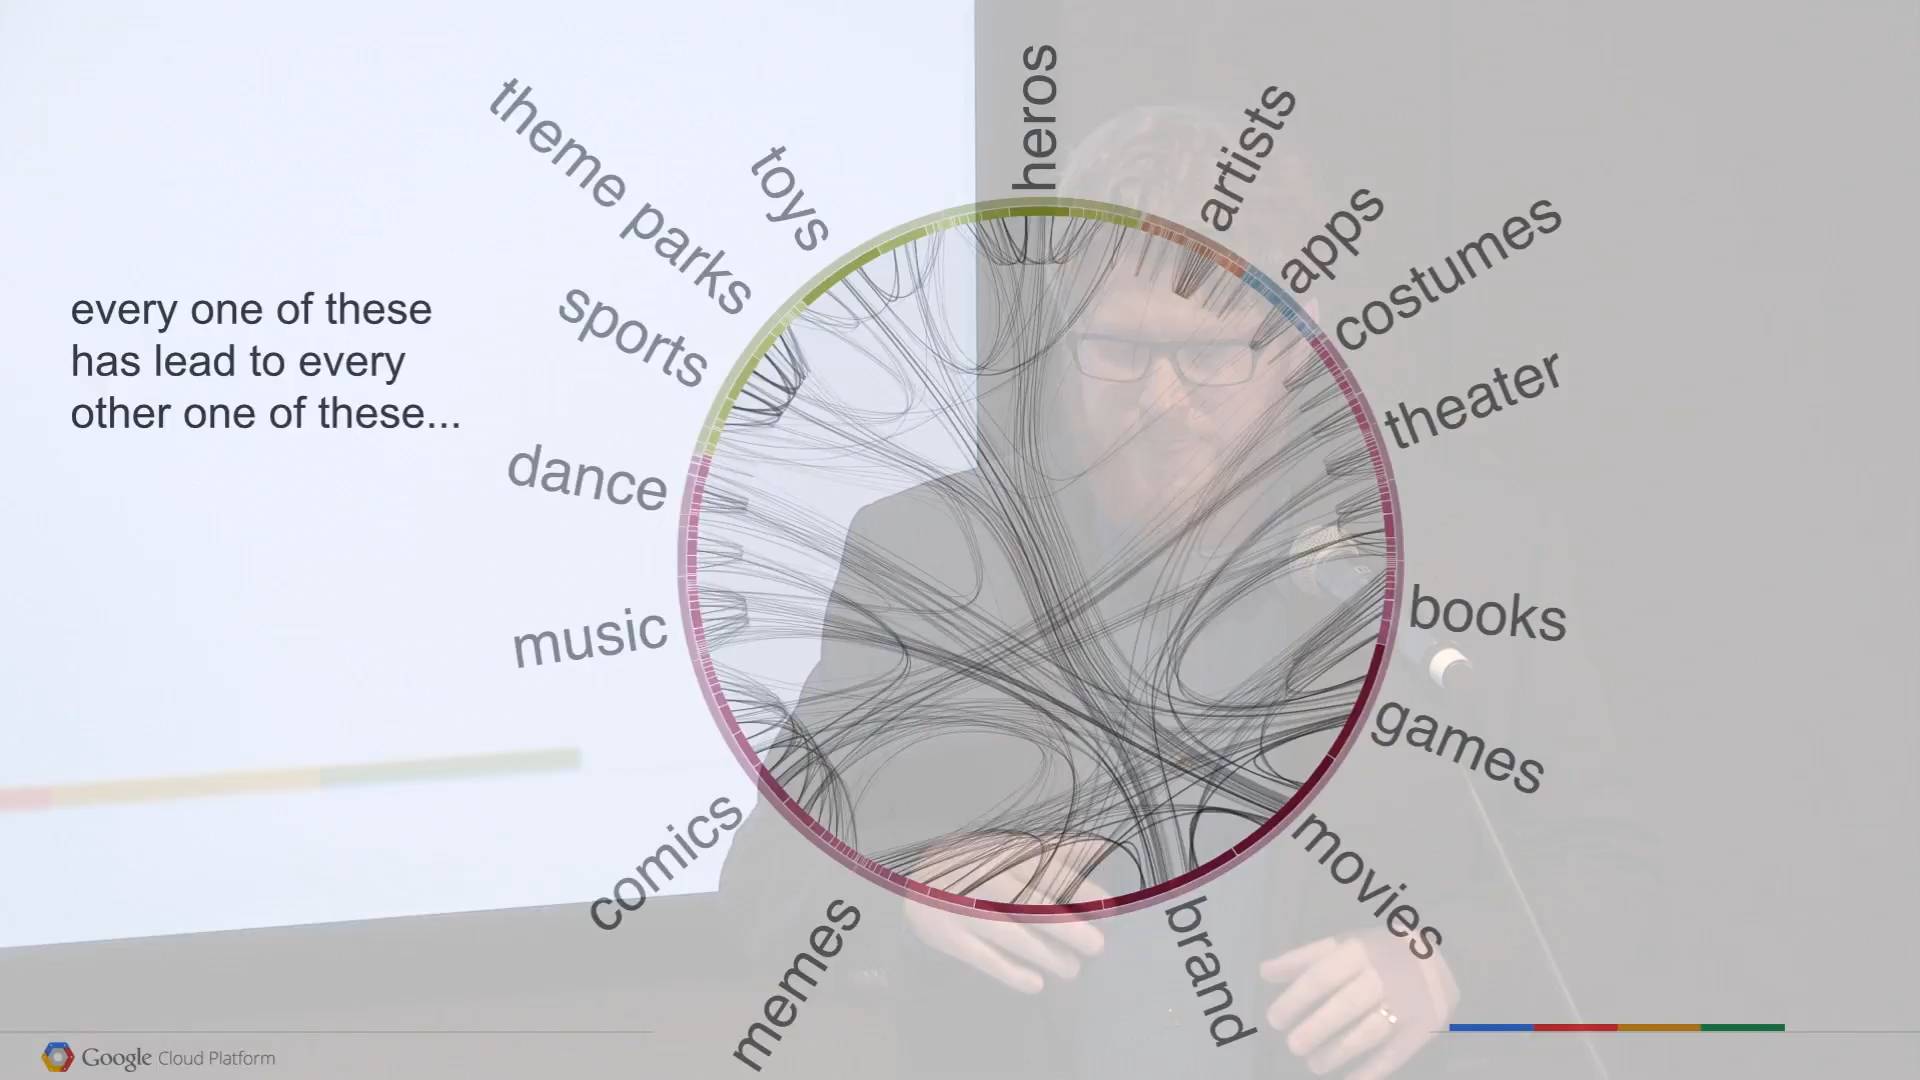 every one of these
has lead to every
other one of these...
heros
artists
apps
costumes
theater
books
games
movies
brand
memes
comics
music
dance
sports
theme parks
toys
Google Cloud Platform